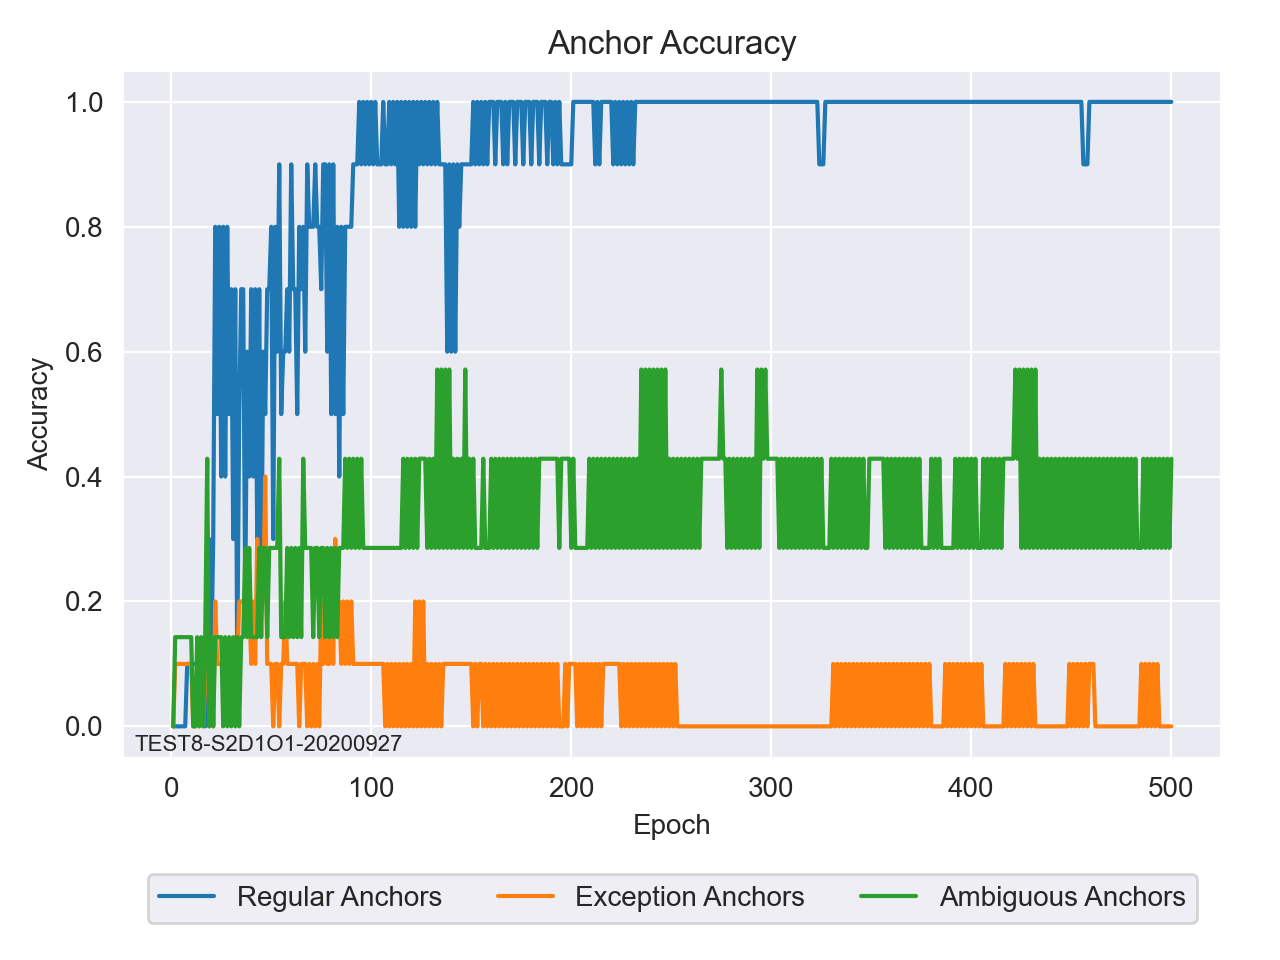 Anchor Accuracy
1.0
0.8
0.6
0.4
0.2
0.0
Accuracy
TEST8-S2D1O1-20200927
0 100 200 300 400 500
Epoch
Regular Anchors Exception Anchors Ambiguous Anchors